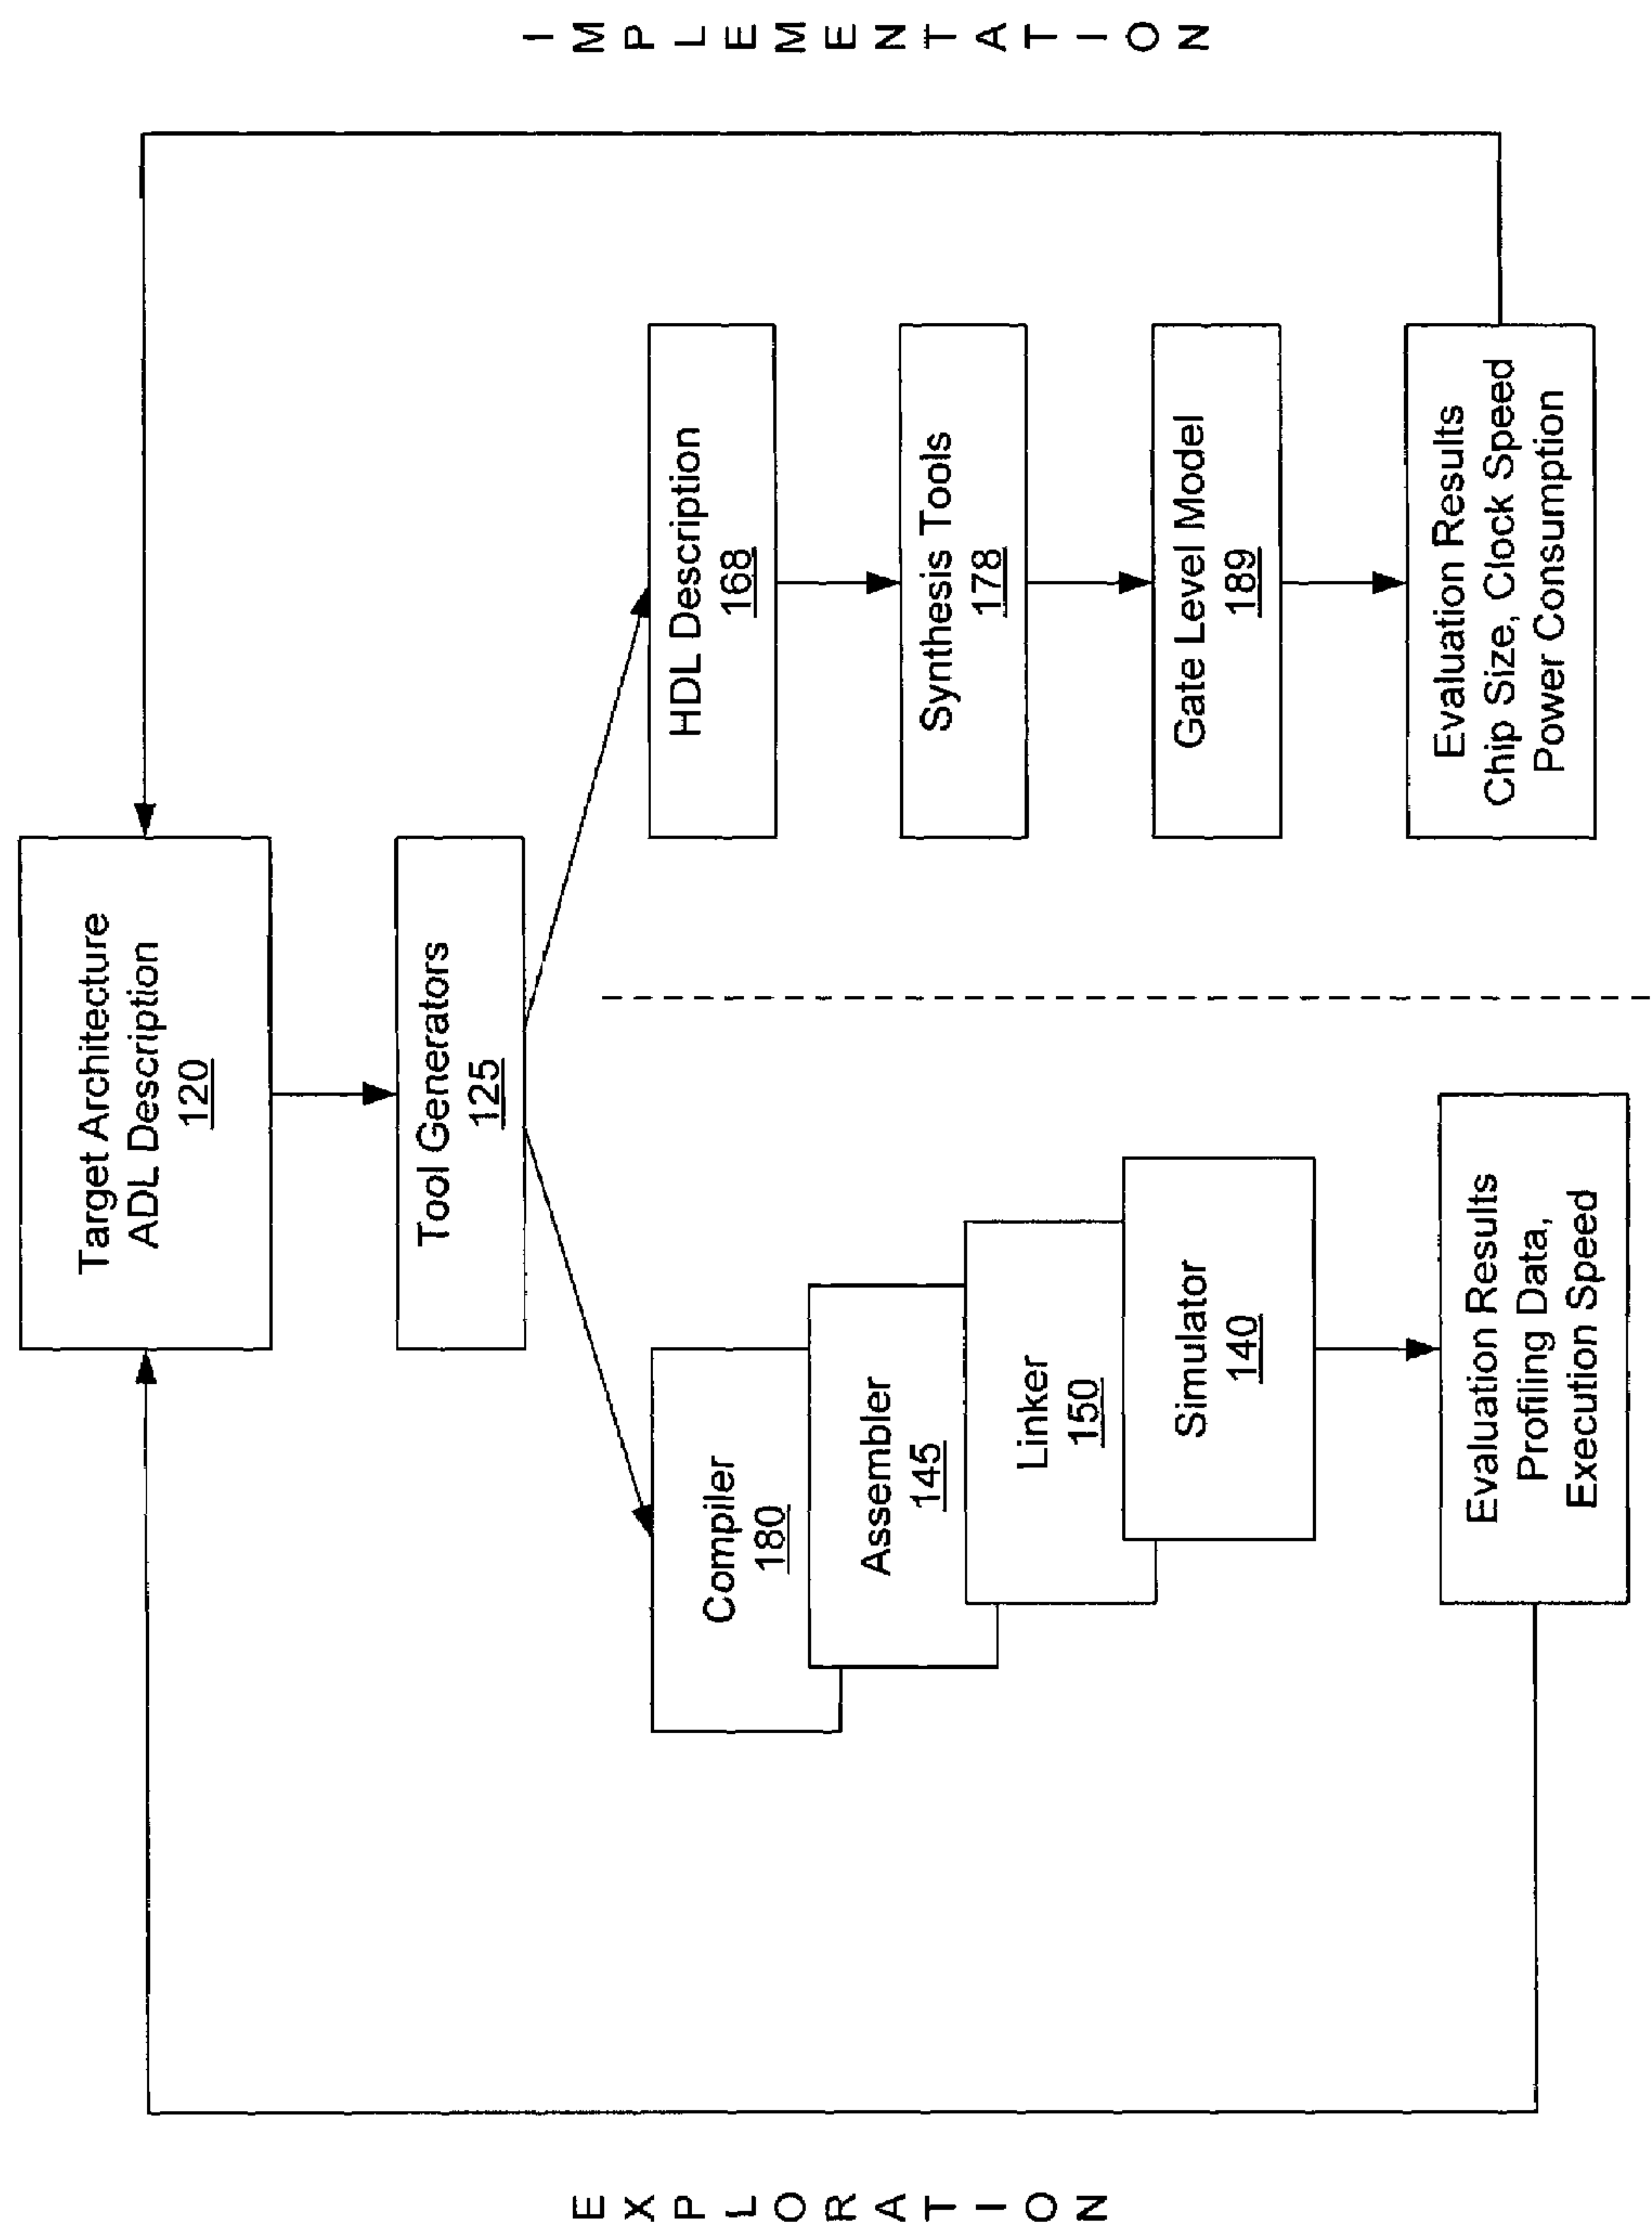 Target Architecture
ADL Description
120
Tool Generators
125
EXPLORATION
Compiler
180
Assembler
145
Linker
150
Simulator
140
Evaluation Results
Profiling Data,
Execution Speed
HDL Description
168
Synthesis Tools
178
Gate Level Model
189
Evaluation Results
Chip Size, Clock Speed
Power Consumption
IMPLEMENTATION